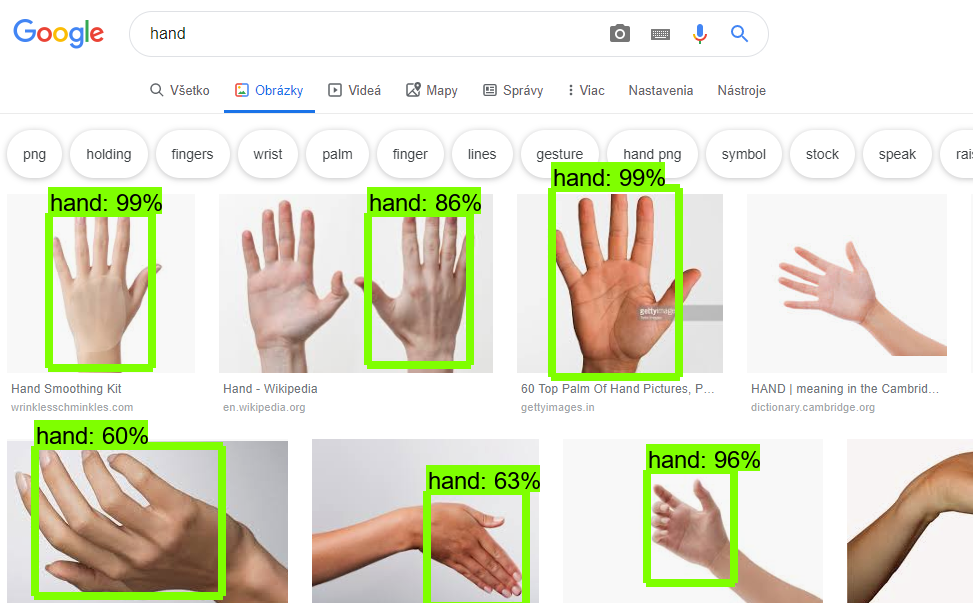 Google
hand
Všetko Obrázky Videá Mapy Správy Viac Nastavenia Nástroje
png holding fingers wrist palm finger lines gesture hand png symbol stock speak rai
hand: 99% hand: 86% hand: 99%
gettyimages
Hand Smoothing Kit Hand - Wikipedia 60 Top Palm Of Hand Pictures, P... HAND | meaning in the Cambrid...
wrinklesschminkles.com en.wikipedia.org gettyimages.in dictionary.cambridge.org
hand: 60% hand: 63% hand: 96%